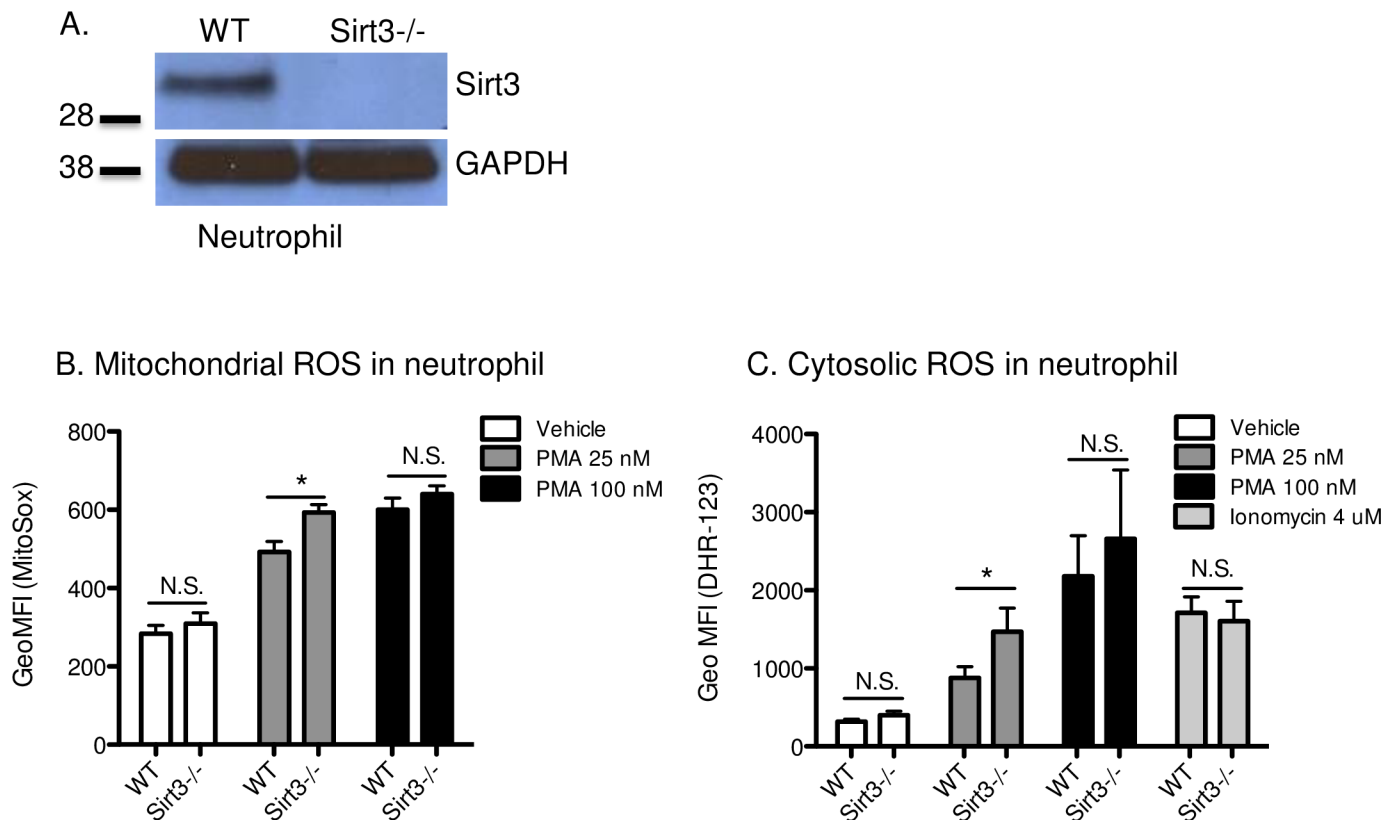 A.
WT Sirt3-/-
Sirt3
28
38
GAPDH
Neutrophil
B. Mitochondrial ROS in neutrophil
GeoMFI (MitoSox)
800
600
400
200
0
N.S.
*
N.S.
Vehicle
PMA 25 nM
PMA 100 nM
WT
Sirt3-/-
WT
Sirt3-/-
WT
Sirt3-/-
C. Cytosolic ROS in neutrophil
Geo MFI (DHR-123)
4000
3000
2000
1000
0
N.S.
*
N.S.
N.S.
Vehicle
PMA 25 nM
PMA 100 nM
Ionomycin 4 uM
WT
Sirt3-/-
WT
Sirt3-/-
WT
Sirt3-/-
WT
Sirt3-/-